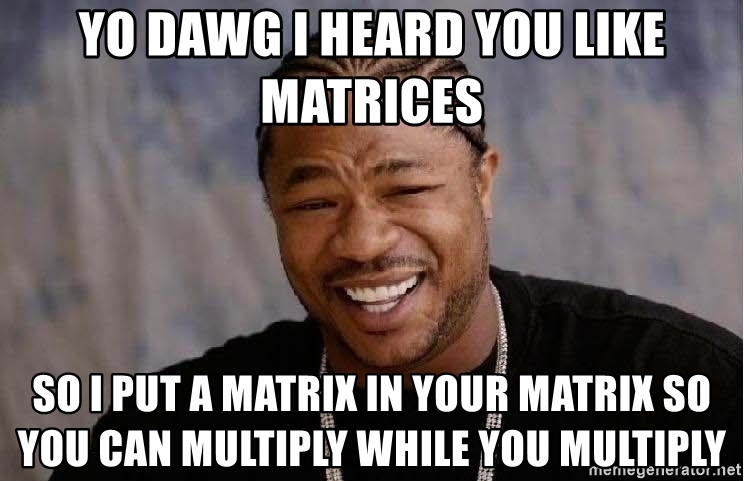 YO DAWG I HEARD YOU LIKE
MATRICES
SO I PUT A MATRIX IN YOUR MATRIX SO
YOU CAN MULTIPLY WHILE YOU MULTIPLY
memegenerator.net